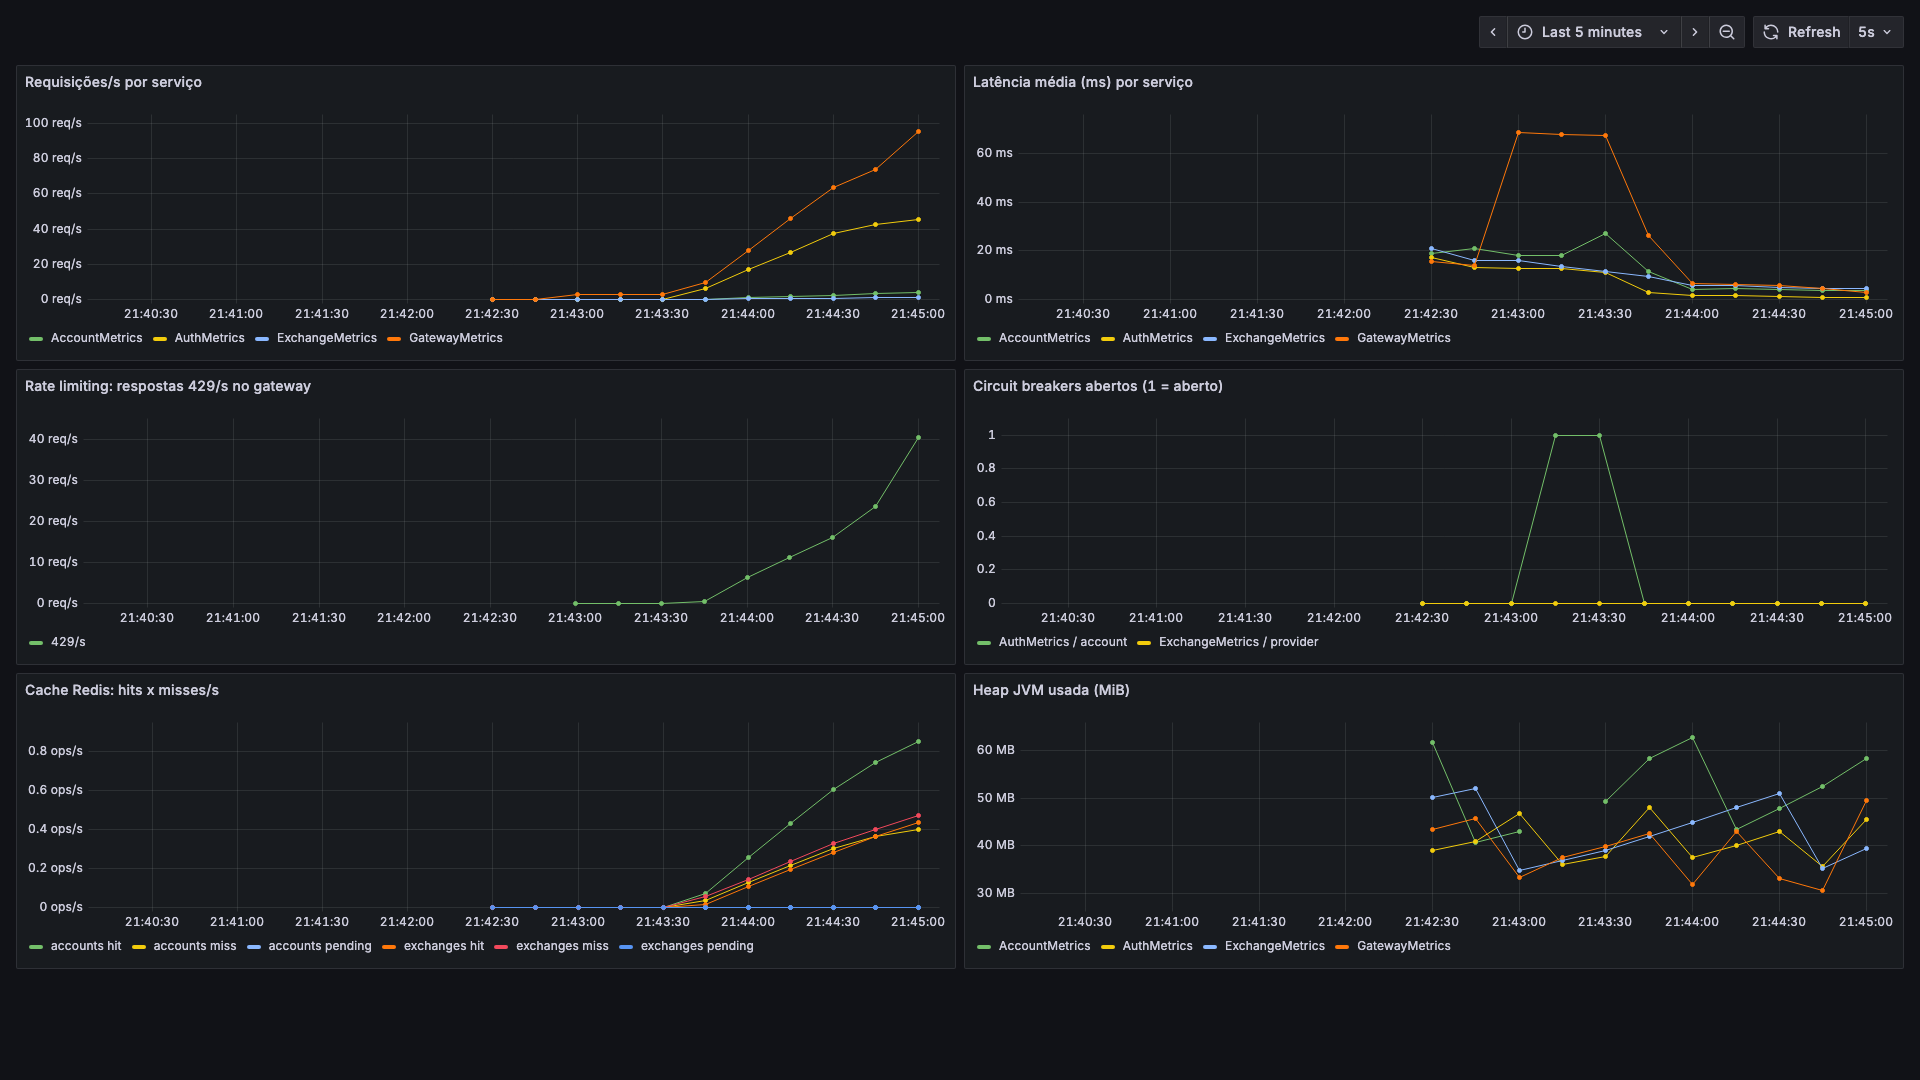 Last 5 minutes Refresh 5s
Requisições/s por serviço
100 req/s
80 req/s
60 req/s
40 req/s
20 req/s
0 req/s
21:40:30 21:41:00 21:41:30 21:42:00 21:42:30 21:43:00 21:43:30 21:44:00 21:44:30 21:45:00
AccountMetrics AuthMetrics ExchangeMetrics GatewayMetrics
Latência média (ms) por serviço
60 ms
40 ms
20 ms
0 ms
21:40:30 21:41:00 21:41:30 21:42:00 21:42:30 21:43:00 21:43:30 21:44:00 21:44:30 21:45:00
AccountMetrics AuthMetrics ExchangeMetrics GatewayMetrics
Rate limiting: respostas 429/s no gateway
40 req/s
30 req/s
20 req/s
10 req/s
0 req/s
21:40:30 21:41:00 21:41:30 21:42:00 21:42:30 21:43:00 21:43:30 21:44:00 21:44:30 21:45:00
429/s
Circuit breakers abertos (1 = aberto)
1
0.8
0.6
0.4
0.2
0
21:40:30 21:41:00 21:41:30 21:42:00 21:42:30 21:43:00 21:43:30 21:44:00 21:44:30 21:45:00
AuthMetrics / account ExchangeMetrics / provider
Cache Redis: hits x misses/s
0.8 ops/s
0.6 ops/s
0.4 ops/s
0.2 ops/s
0 ops/s
21:40:30 21:41:00 21:41:30 21:42:00 21:42:30 21:43:00 21:43:30 21:44:00 21:44:30 21:45:00
accounts hit accounts miss accounts pending exchanges hit exchanges miss exchanges pending
Heap JVM usada (MiB)
60 MB
50 MB
40 MB
30 MB
21:40:30 21:41:00 21:41:30 21:42:00 21:42:30 21:43:00 21:43:30 21:44:00 21:44:30 21:45:00
AccountMetrics AuthMetrics ExchangeMetrics GatewayMetrics